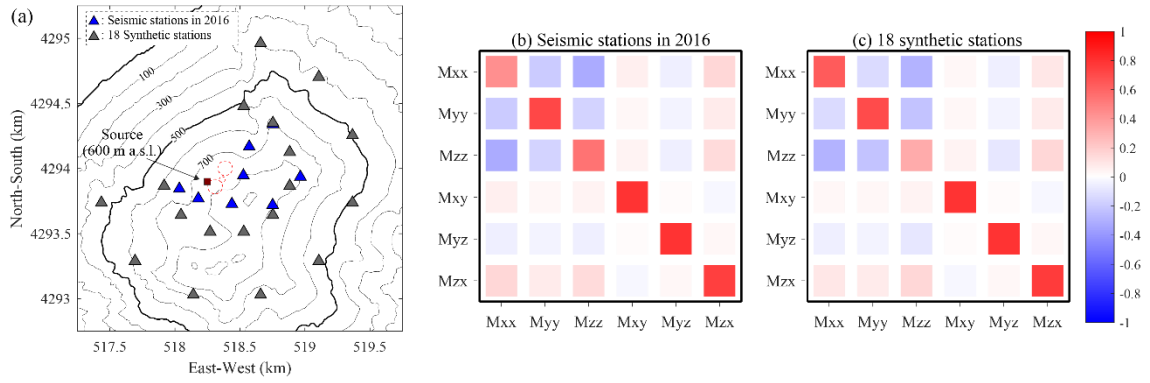 (a)
: Seismic stations in 2016
: 18 Synthetic stations
4295
4294.5
4294
4293.5
4293
North-South (km)
100
300
500
700
Source
(600 m a.s.l.)
517.5 518 518.5 519 519.5
East-West (km)
(b) Seismic stations in 2016
Mxx
Myy
Mzz
Mxy
Myz
Mzx
Mxx Myy Mzz Mxy Myz Mzx
(c) 18 synthetic stations
Mxx
Myy
Mzz
Mxy
Myz
Mzx
Mxx Myy Mzz Mxy Myz Mzx
1
0.8
0.6
0.4
0.2
0
-0.2
-0.4
-0.6
-0.8
-1